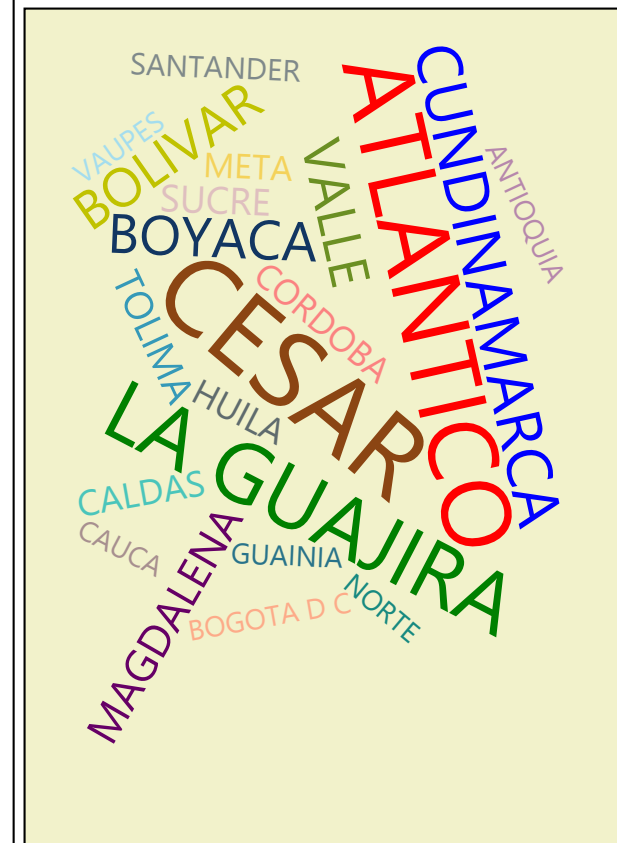 SANTANDER
ATLANTICO
CUNDINAMARCA
VAUPES
BOLIVAR
META
VALLE
ANTIOQUIA
SUCRE
BOYACA
CESAR
CORDOBA
TOLIMA
HUILA
LA GUAJIRA
CALDAS
CAUCA
MAGDALENA
GUAINIA
NORTE
BOGOTA D C